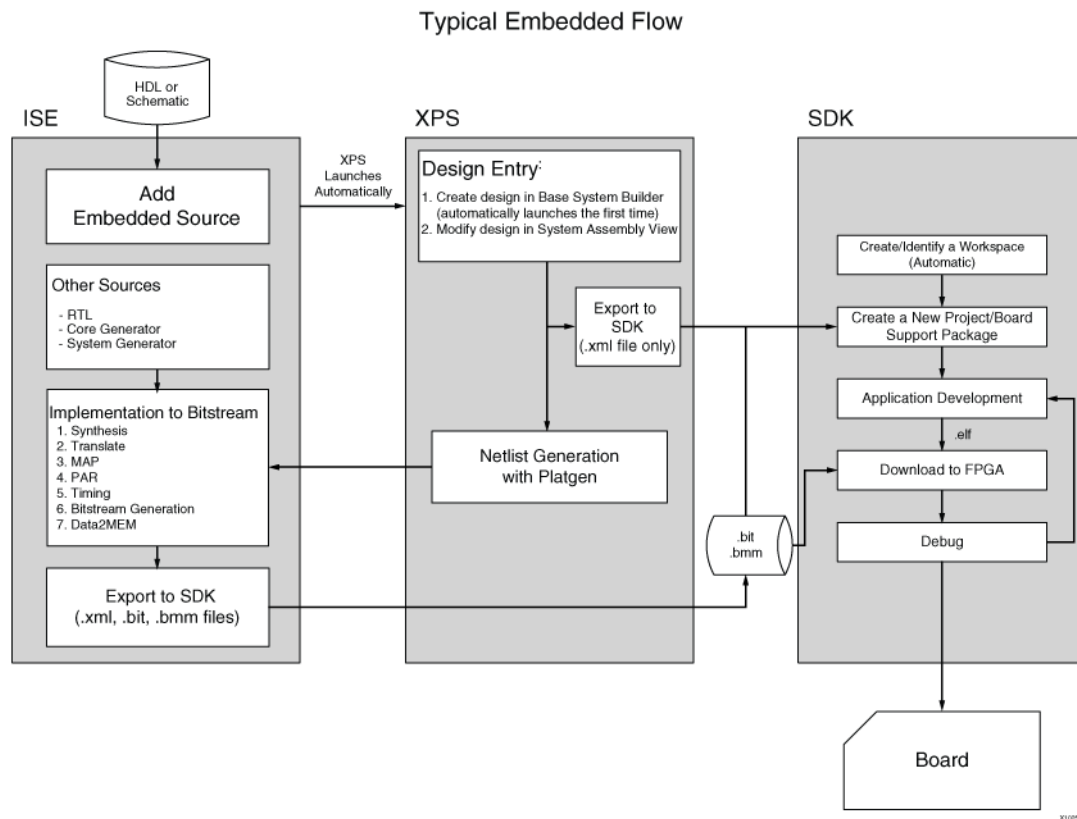 Typical Embedded Flow
HDL or
Schematic
ISE
Add
Embedded Source
Other Sources
- RTL
- Core Generator
- System Generator
Implementation to Bitstream
1. Synthesis
2. Translate
3. MAP
4. PAR
5. Timing
6. Bitstream Generation
7. Data2MEM
Export to SDK
(.xml, .bit, .bmm files)
XPS
Launches
Automatically
XPS
Design Entry:
1. Create design in Base System Builder
(automatically launches the first time)
2. Modify design in System Assembly View
Export to
SDK
(.xml file only)
Netlist Generation
with Platgen
.bit
.bmm
SDK
Create/Identify a Workspace
(Automatic)
Create a New Project/Board
Support Package
Application Development
.elf
Download to FPGA
Debug
Board